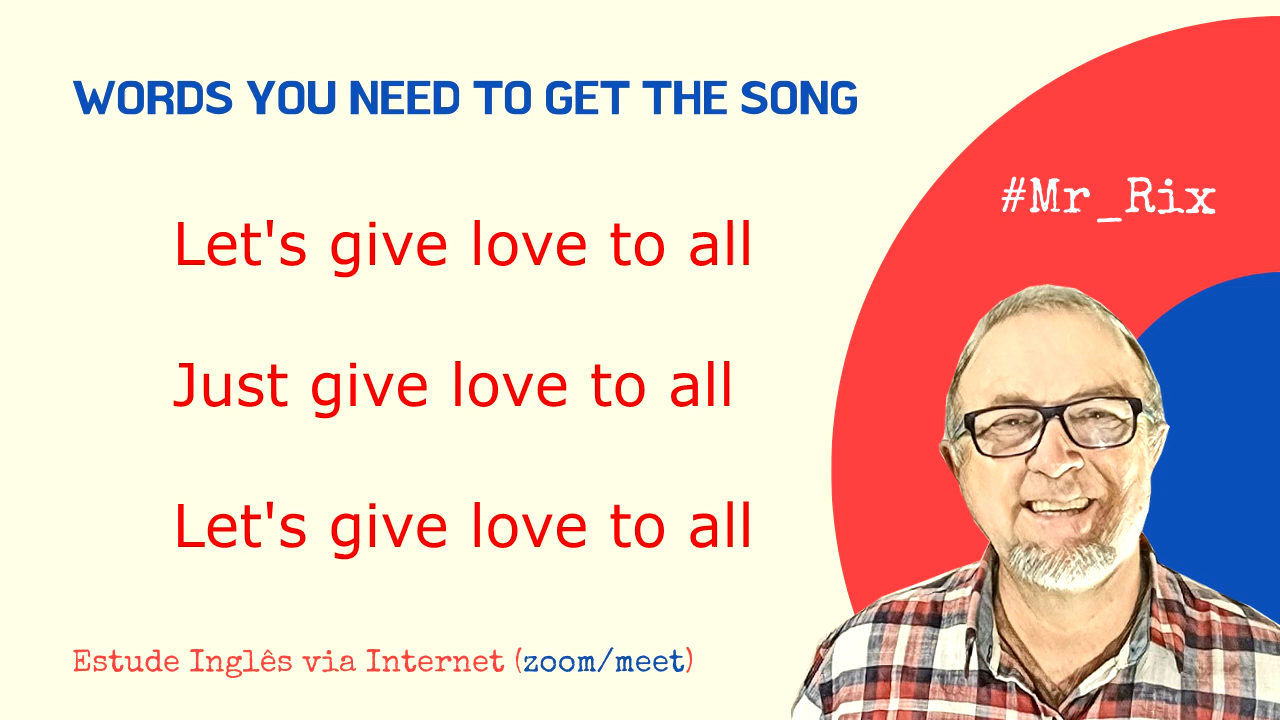 WORDS YOU NEED TO GET THE SONG
#Mr_Rix
Let's give love to all
Just give love to all
Let's give love to all
Estude Inglês via Internet (zoom/meet)